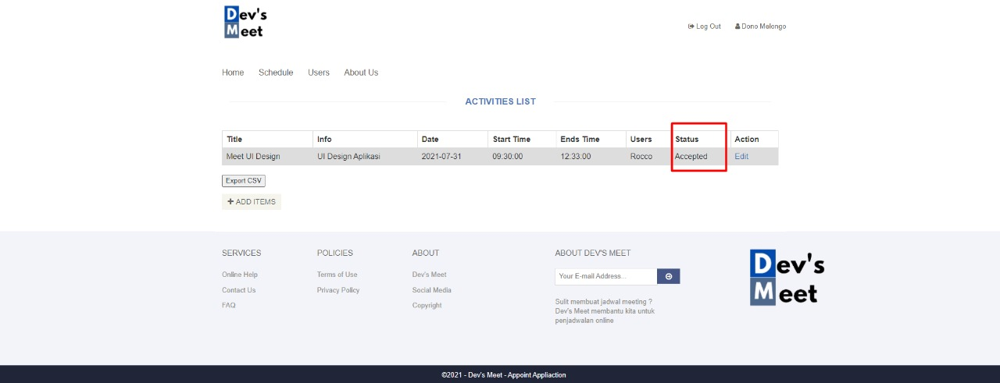 Dev's
Meet
Log Out Dono Melongo
Home Schedule Users About Us
ACTIVITIES LIST
Title Info Date Start Time Ends Time Users Status Action
Meet UI Design UI Design Aplikasi 2021-07-31 09:30:00 12:33:00 Rocco Accepted Edit
Export CSV
+ ADD ITEMS
SERVICES POLICIES ABOUT ABOUT DEV'S MEET
Online Help Terms of Use Dev's Meet Your E-mail Address...
Contact Us Privacy Policy Social Media
FAQ Copyright
Sulit membuat jadwal meeting ?
Dev's Meet membantu kita untuk
penjadwalan online
Dev's
Meet
©2021 - Dev's Meet - Appoint Appliaction